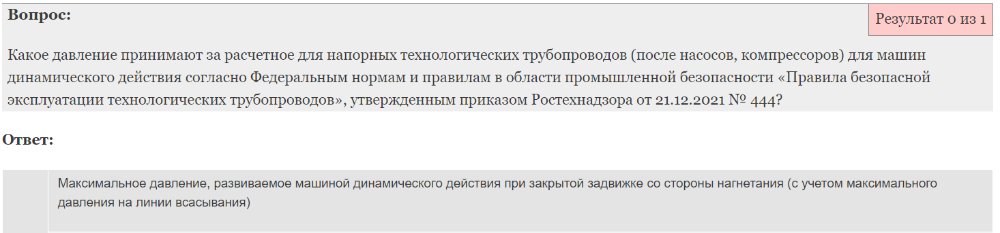 Вопрос:
Результат 0 из 1
Какое давление принимают за расчетное для напорных технологических трубопроводов (после насосов, компрессоров) для машин
динамического действия согласно Федеральным нормам и правилам в области промышленной безопасности «Правила безопасной
эксплуатации технологических трубопроводов», утвержденным приказом Ростехнадзора от 21.12.2021 № 444?
Ответ:
Максимальное давление, развиваемое машиной динамического действия при закрытой задвижке со стороны нагнетания (с учетом максимального
давления на линии всасывания)